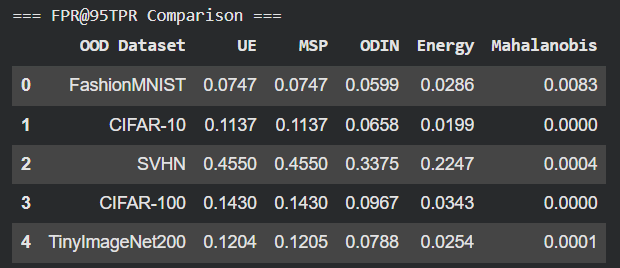 === FPR@95TPR Comparison ===
OOD Dataset UE MSP ODIN Energy Mahalanobis
0 FashionMNIST 0.0747 0.0747 0.0599 0.0286 0.0083
1 CIFAR-10 0.1137 0.1137 0.0658 0.0199 0.0000
2 SVHN 0.4550 0.4550 0.3375 0.2247 0.0004
3 CIFAR-100 0.1430 0.1430 0.0967 0.0343 0.0000
4 TinyImageNet200 0.1204 0.1205 0.0788 0.0254 0.0001